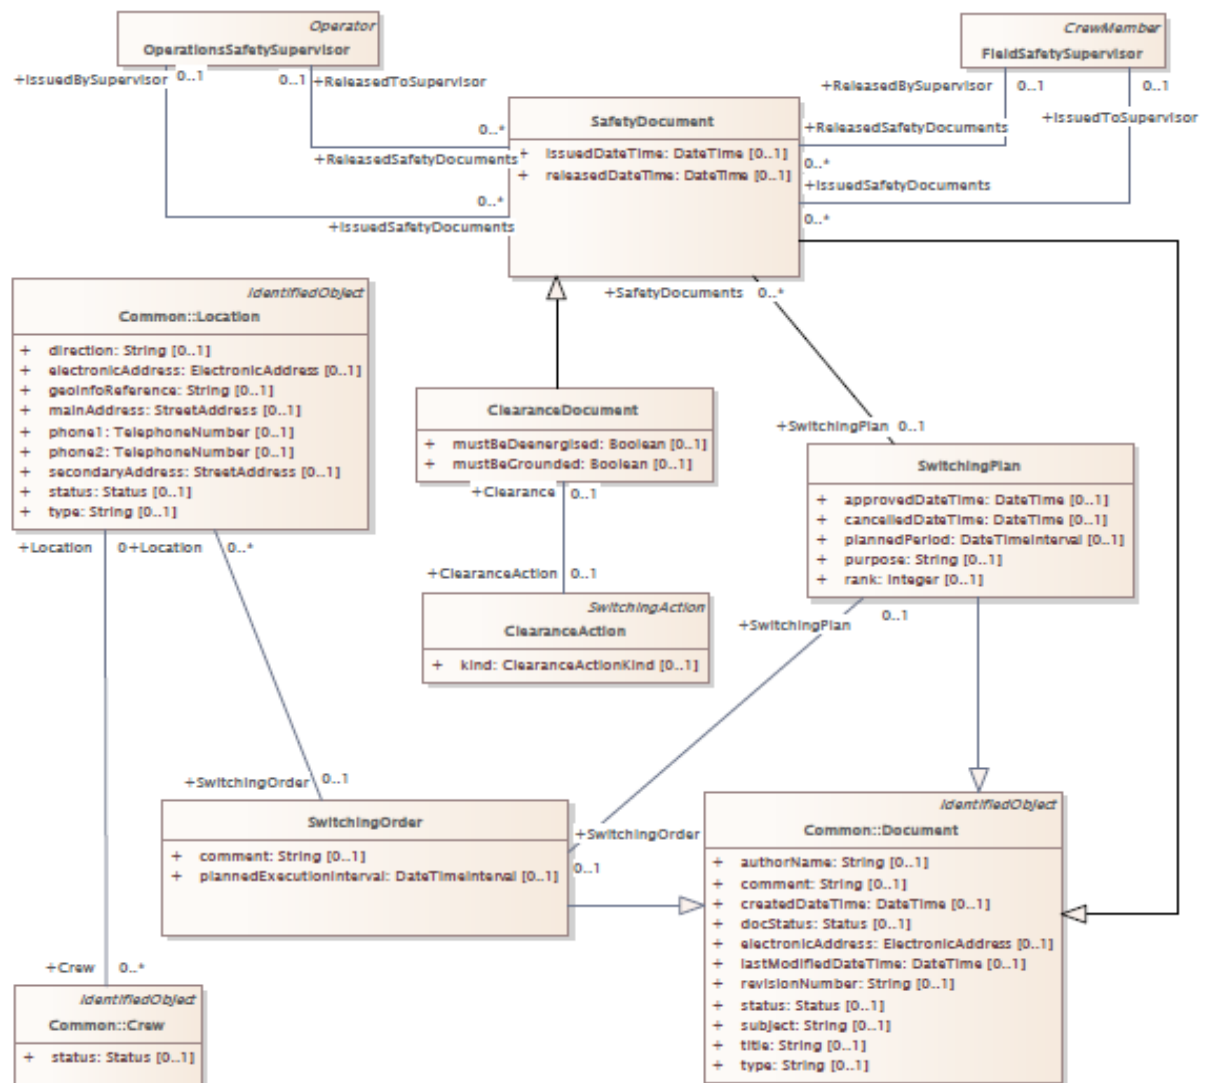 Operator
OperationsSafetySupervisor
+IssuedBySupervisor 0..1
0..1 +ReleasedToSupervisor
0..*
+ReleasedSafetyDocuments
0..*
+IssuedSafetyDocuments
CrewMember
FieldSafetySupervisor
+ReleasedBySupervisor 0..1
0..1
+IssuedToSupervisor
+ReleasedSafetyDocuments
0..*
+IssuedSafetyDocuments
0..*
SafetyDocument
+ issuedDateTime: DateTime [0..1]
+ releasedDateTime: DateTime [0..1]
+SafetyDocuments 0..*
IdentifiedObject
Common::Location
+ direction: String [0..1]
+ electronicAddress: ElectronicAddress [0..1]
+ geoInfoReference: String [0..1]
+ mainAddress: StreetAddress [0..1]
+ phone1: TelephoneNumber [0..1]
+ phone2: TelephoneNumber [0..1]
+ secondaryAddress: StreetAddress [0..1]
+ status: Status [0..1]
+ type: String [0..1]
+Location 0+Location 0..*
ClearanceDocument
+ mustBeDeenergised: Boolean [0..1]
+ mustBeGrounded: Boolean [0..1]
+Clearance 0..1
+ClearanceAction 0..1
+SwitchingPlan 0..1
SwitchingPlan
+ approvedDateTime: DateTime [0..1]
+ cancelledDateTime: DateTime [0..1]
+ plannedPeriod: DateTimeInterval [0..1]
+ purpose: String [0..1]
+ rank: Integer [0..1]
+SwitchingPlan 0..1
SwitchingAction
ClearanceAction
+ kind: ClearanceActionKind [0..1]
+SwitchingOrder 0..1
SwitchingOrder
+ comment: String [0..1]
+ plannedExecutionInterval: DateTimeInterval [0..1]
+SwitchingOrder
0..1
IdentifiedObject
Common::Document
+ authorName: String [0..1]
+ comment: String [0..1]
+ createdDateTime: DateTime [0..1]
+ docStatus: Status [0..1]
+ electronicAddress: ElectronicAddress [0..1]
+ lastModifiedDateTime: DateTime [0..1]
+ revisionNumber: String [0..1]
+ status: Status [0..1]
+ subject: String [0..1]
+ title: String [0..1]
+ type: String [0..1]
+Crew 0..*
IdentifiedObject
Common::Crew
+ status: Status [0..1]